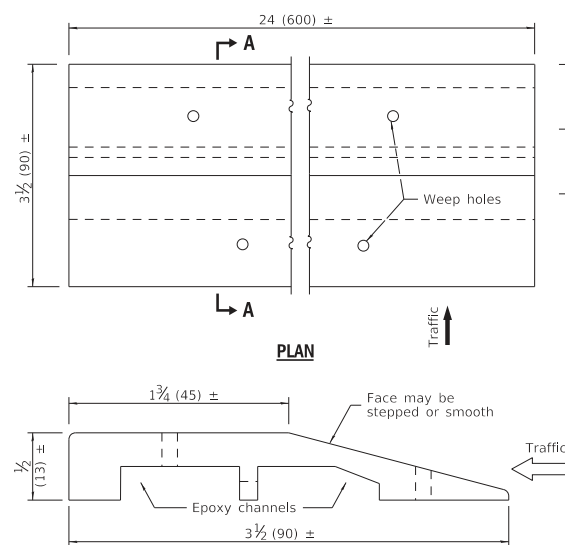 24 (600) ±
A
3½ (90) ±
Weep holes
A
Traffic
PLAN
1¾ (45) ±
Face may be
stepped or smooth
½
(13) ±
Traffic
Epoxy channels
3½ (90) ±